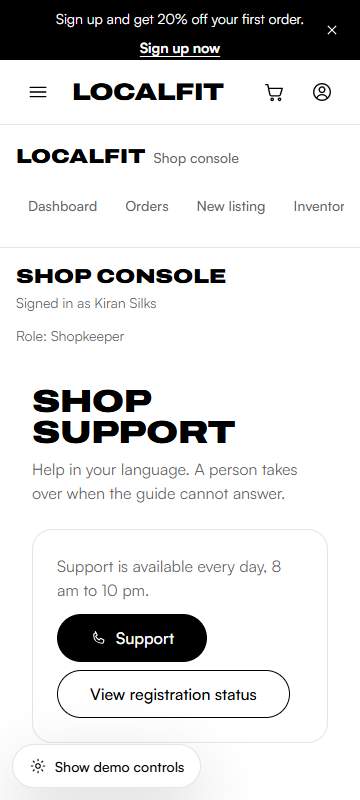 Sign up and get 20% off your first order.
Sign up now
LOCALFIT
LOCALFIT Shop console
Dashboard Orders New listing Inventor
SHOP CONSOLE
Signed in as Kiran Silks
Role: Shopkeeper
SHOP
SUPPORT
Help in your language. A person takes
over when the guide cannot answer.
Support is available every day, 8
am to 10 pm.
Support
View registration status
Show demo controls